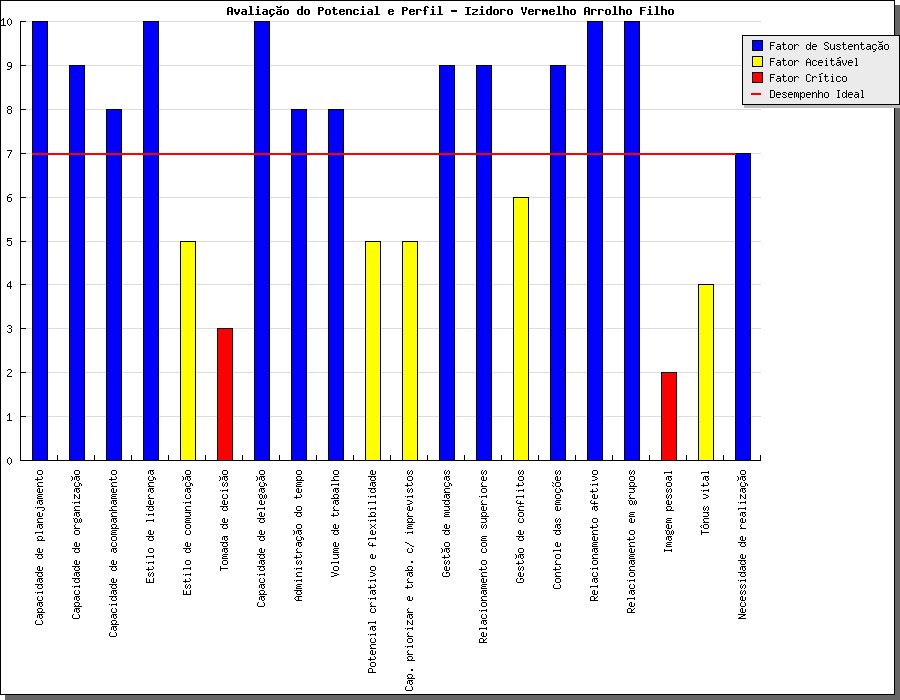 Avaliação do Potencial e Perfil - Izidoro Vermelho Arrolho Filho
Fator de Sustentação
Fator Aceitável
Fator Crítico
Desempenho Ideal
10
9
8
7
6
5
4
3
2
1
0
Capacidade de planejamento
Capacidade de organização
Capacidade de acompanhamento
Estilo de liderança
Estilo de comunicação
Tomada de decisão
Capacidade de delegação
Administração do tempo
Volume de trabalho
Potencial criativo e flexibilidade
Cap. priorizar e trab. c/ imprevistos
Gestão de mudanças
Relacionamento com superiores
Gestão de conflitos
Controle das emoções
Relacionamento afetivo
Relacionamento em grupos
Imagem pessoal
Tônus vital
Necessidade de realização